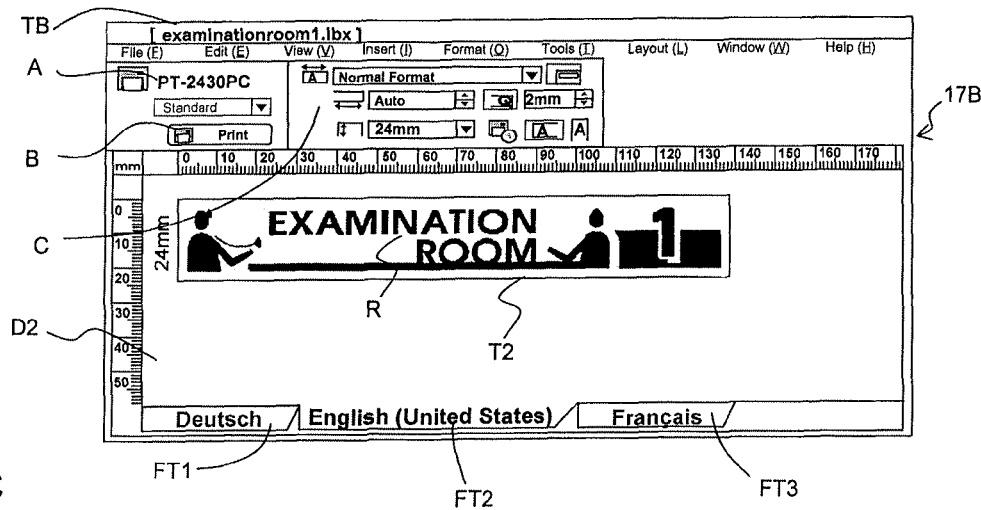 TB
[ examinationroom1.lbx ]
File (F) Edit (E) View (V) Insert (I) Format (O) Tools (T) Layout (L) Window (W) Help (H)
A
PT-2430PC
Normal Format
Standard
Auto
2mm
17B
B
Print
24mm
A A
mm
0 10 20 30 40 50 60 70 80 90 100 110 120 130 140 150 160 170
0
10
20
30
40
50
24mm
EXAMINATION
ROOM
1
C
R
T2
D2
Deutsch
English (United States)
Français
FT1
FT2
FT3